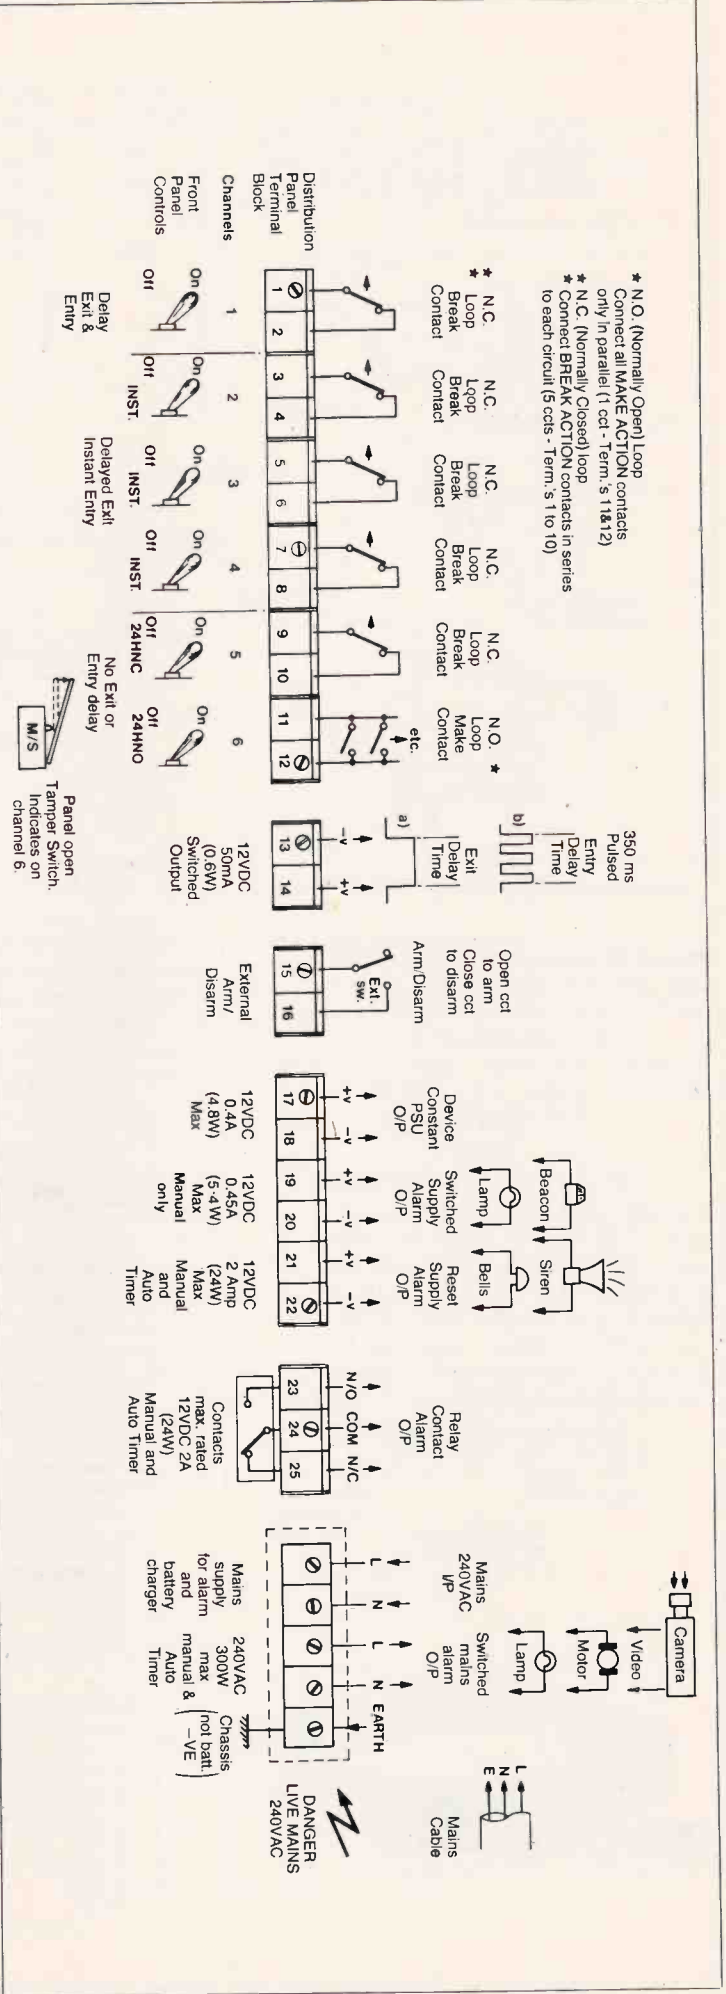 * N.O. (Normally Open) Loop
Connect all MAKE ACTION contacts
only in parallel (1 cct - Term.'s 11&12)
* N.C. (Normally Closed) loop
* Connect BREAK ACTION contacts in series
to each circuit (5 ccts - Term.'s 1 to 10)
* N.C.
* Loop
Break
Contact
N.C.
Loop
Break
Contact
N.C.
Loop
Break
Contact
N.C.
Loop
Break
Contact
N.C.
Loop
Break
Contact
N.O. *
Loop
Make
Contact
etc.
Distribution
Panel
Terminal
Block
1
2
3
4
5
6
7
8
9
10
11
12
Channels
1
2
3
4
5
6
Front
Panel
Controls
On
Off
On
Off
INST.
On
Off
INST.
On
Off
INST.
On
Off
24HNC
On
Off
24HNO
Delay
Exit &
Entry
Delayed Exit
Instant Entry
No Exit or
Entry delay
M/S
Panel open
Tamper Switch.
Indicates on
channel 6.
350 ms
Pulsed
Entry
Delay
Time
b)
Exit
Delay
Time
a)
-v
+v
13
14
12VDC
50mA
(0.6W)
Switched
Output
Open cct
to arm
Close cct
to disarm
Arm/Disarm
Ext.
sw.
15
16
External
Arm/
Disarm
Beacon
Siren
Lamp
Bells
Device
Constant
PSU
O/P
Switched
Supply
Alarm
O/P
Reset
Supply
Alarm
O/P
+v
-v
+v
-v
+v
-v
17
18
19
20
21
22
12VDC
0.4A
(4.8W)
Max
12VDC
0.45A
(5·4W)
Max
Manual
only
12VDC
2 Amp
(24W)
Max
Manual
and
Auto
Timer
Relay
Contact
Alarm
O/P
N/O
COM
N/C
23
24
25
Contacts
max. rated
12VDC 2A
(24W)
Manual and
Auto Timer
Camera
Video
Motor
Lamp
Mains
240VAC
I/P
Switched
mains
alarm
O/P
L
N
L
N
EARTH
Mains
supply
for alarm
and
battery
charger
240VAC
300W
max
manual &
Auto
Timer
Chassis
(not batt.
-VE)
L
N
E
Mains
Cable
DANGER
LIVE MAINS
240VAC